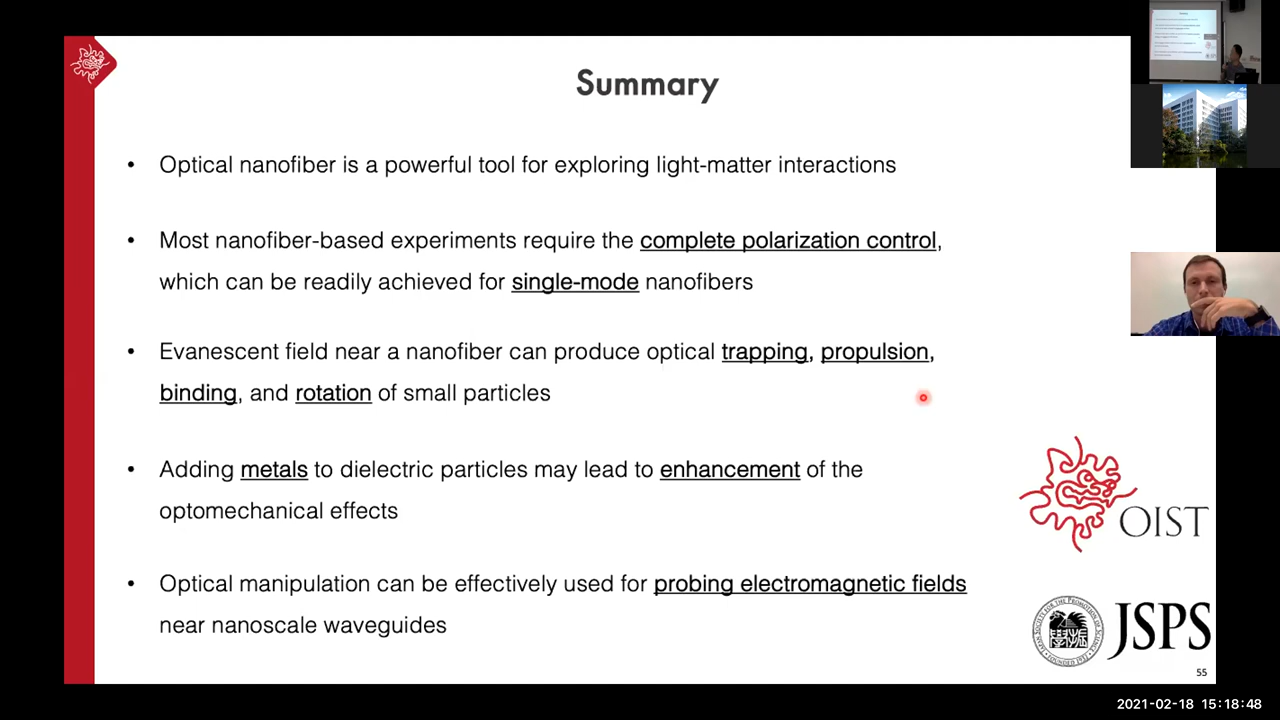 Summary
• Optical nanofiber is a powerful tool for exploring light-matter interactions
• Most nanofiber-based experiments require the complete polarization control,
which can be readily achieved for single-mode nanofibers
• Evanescent field near a nanofiber can produce optical trapping, propulsion,
binding, and rotation of small particles
• Adding metals to dielectric particles may lead to enhancement of the
optomechanical effects
• Optical manipulation can be effectively used for probing electromagnetic fields
near nanoscale waveguides
OIST
JSPS
55
2021-02-18 15:18:48